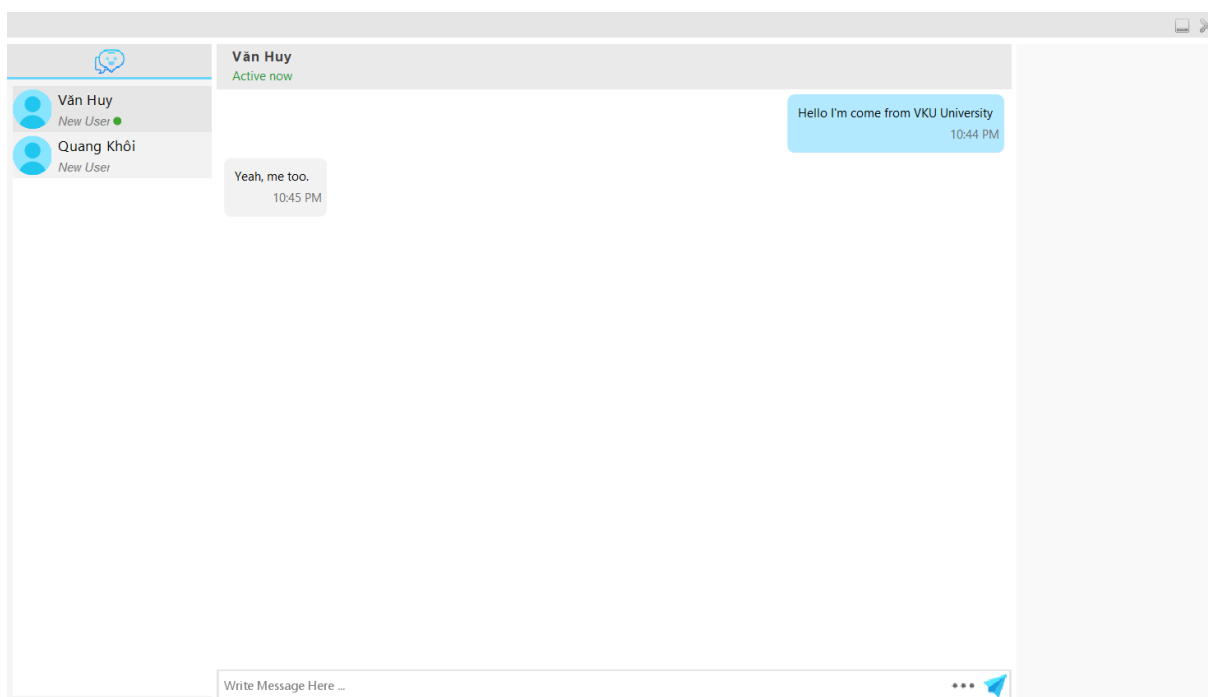 Văn Huy
New User
Quang Khôi
New User
Văn Huy
Active now
Hello I'm come from VKU University
10:44 PM
Yeah, me too.
10:45 PM
Write Message Here ...